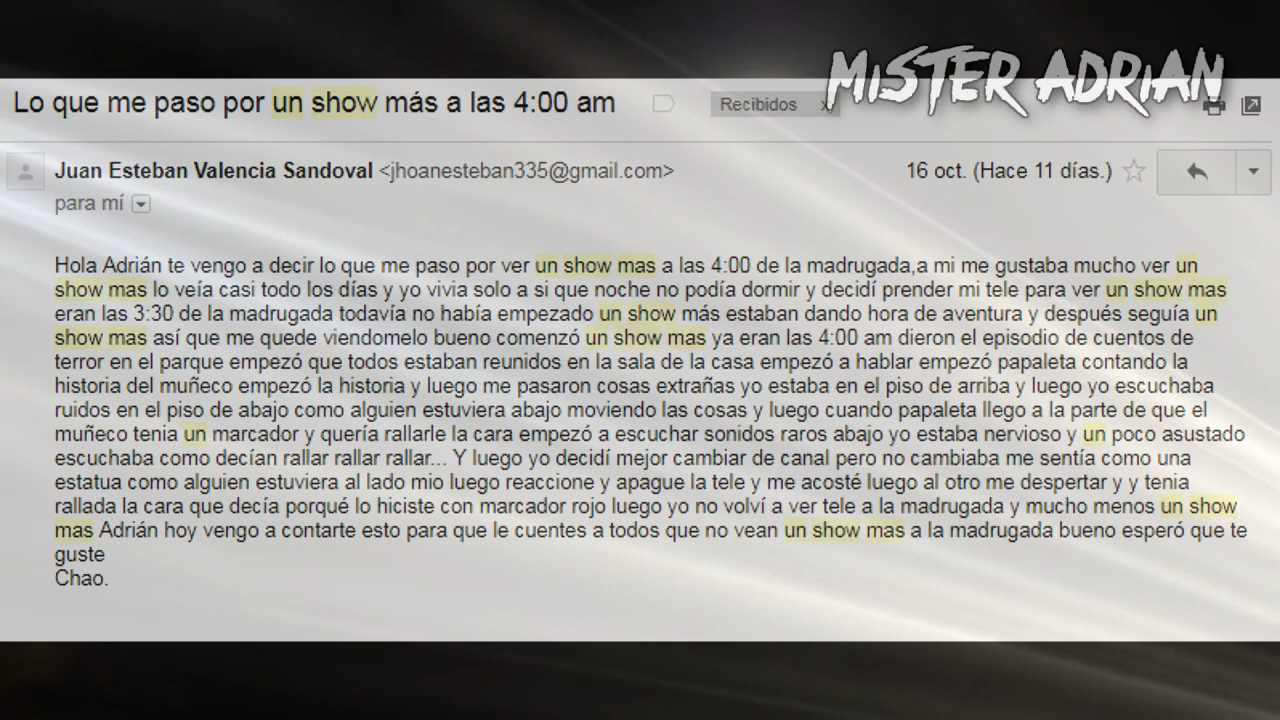 MISTER ADRIAN
Lo que me paso por un show más a las 4:00 am
Recibidos x
Juan Esteban Valencia Sandoval <jhoanesteban335@gmail.com>
16 oct. (Hace 11 días.)
para mí
Hola Adrián te vengo a decir lo que me paso por ver un show mas a las 4:00 de la madrugada,a mi me gustaba mucho ver un
show mas lo veía casi todo los días y yo vivia solo a si que noche no podía dormir y decidí prender mi tele para ver un show mas
eran las 3:30 de la madrugada todavía no había empezado un show más estaban dando hora de aventura y después seguía un
show mas así que me quede viendomelo bueno comenzó un show mas ya eran las 4:00 am dieron el episodio de cuentos de
terror en el parque empezó que todos estaban reunidos en la sala de la casa empezó a hablar empezó papaleta contando la
historia del muñeco empezó la historia y luego me pasaron cosas extrañas yo estaba en el piso de arriba y luego yo escuchaba
ruidos en el piso de abajo como alguien estuviera abajo moviendo las cosas y luego cuando papaleta llego a la parte de que el
muñeco tenia un marcador y quería rallarle la cara empezó a escuchar sonidos raros abajo yo estaba nervioso y un poco asustado
escuchaba como decían rallar rallar rallar... Y luego yo decidí mejor cambiar de canal pero no cambiaba me sentía como una
estatua como alguien estuviera al lado mio luego reaccione y apague la tele y me acosté luego al otro me despertar y y tenia
rallada la cara que decía porqué lo hiciste con marcador rojo luego yo no volví a ver tele a la madrugada y mucho menos un show
mas Adrián hoy vengo a contarte esto para que le cuentes a todos que no vean un show mas a la madrugada bueno esperó que te
guste
Chao.